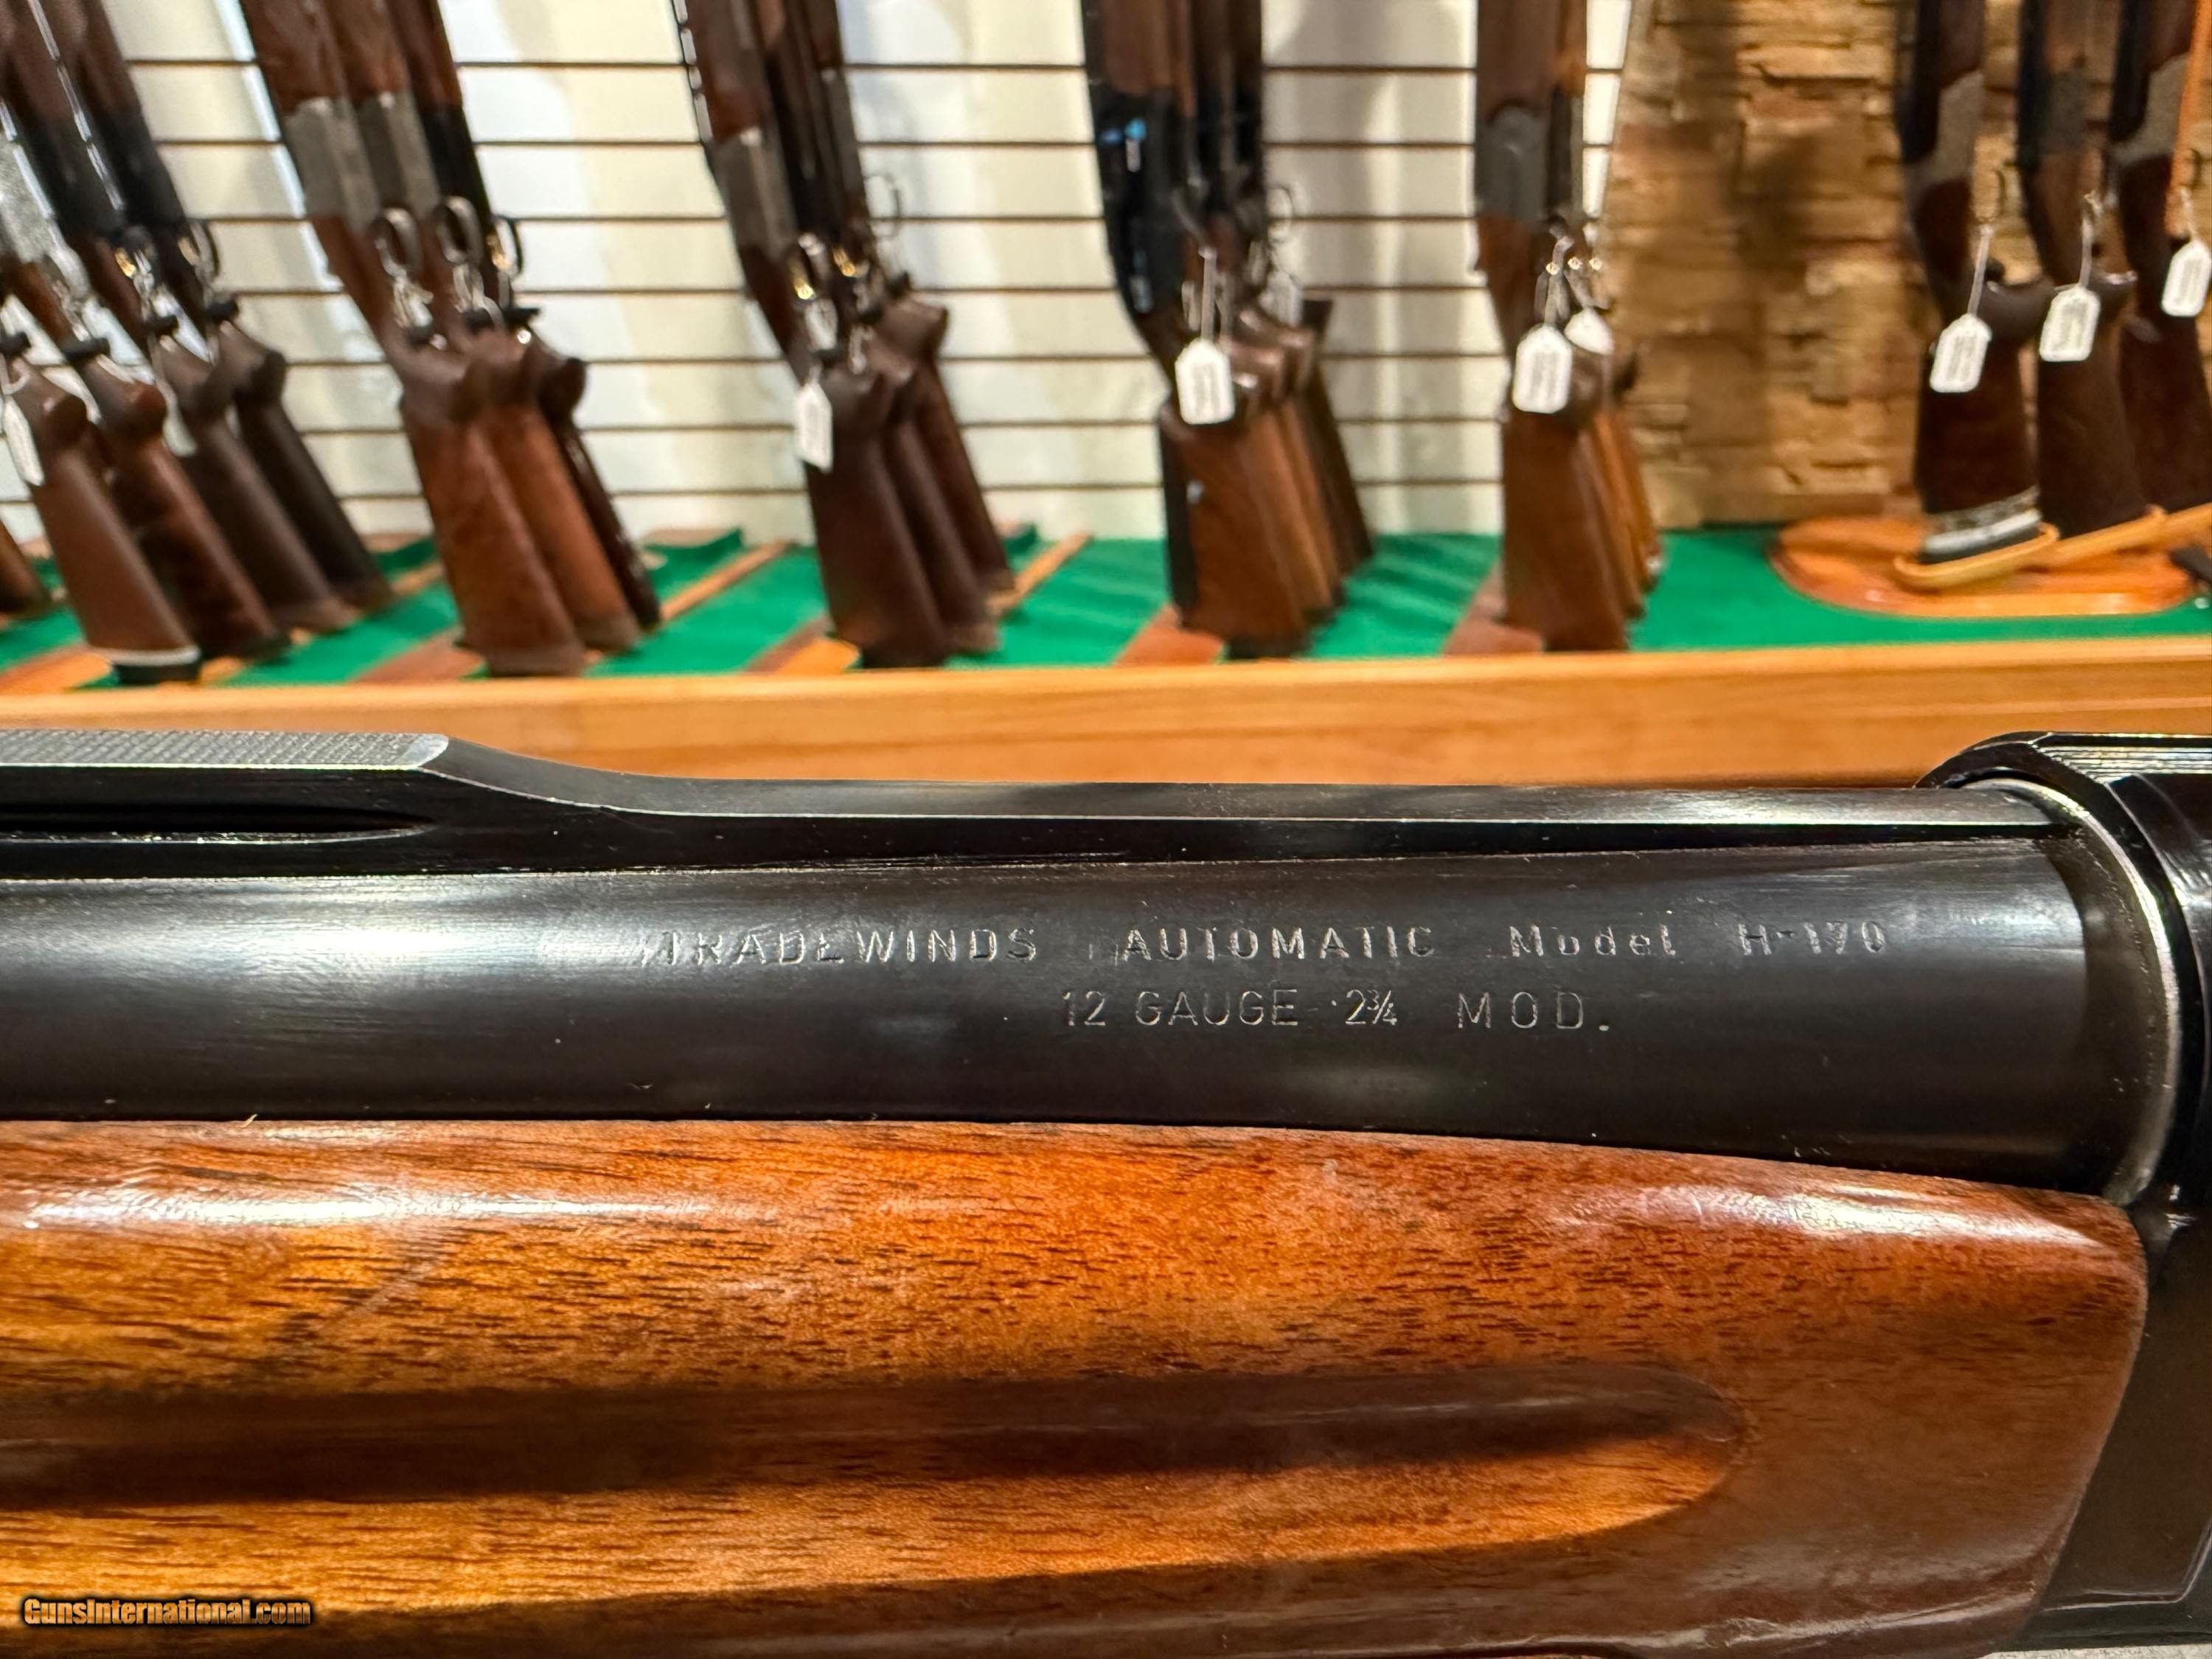 TRADEWINDS AUTOMATIC Model H-170
12 GAUGE 2¾ MOD.
GunsInternational.com